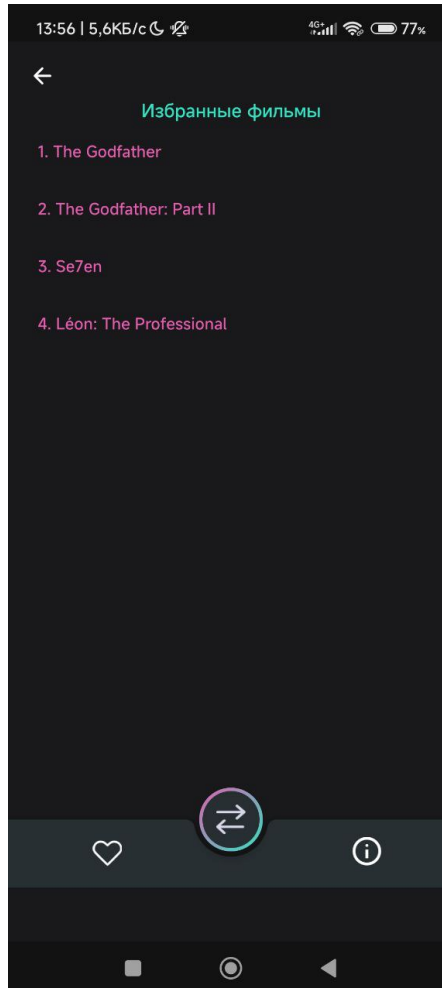 13:56 | 5,6КБ/с 4G+ 77%
Избранные фильмы
1. The Godfather
2. The Godfather: Part II
3. Se7en
4. Léon: The Professional